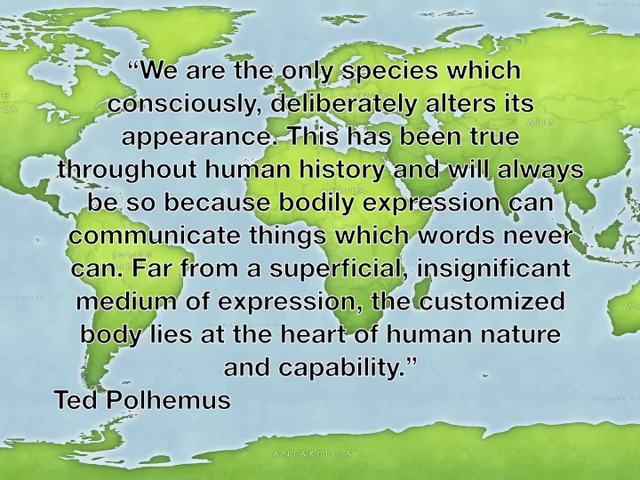 “We are the only species which
consciously, deliberately alters its
appearance. This has been true
throughout human history and will always
be so because bodily expression can
communicate things which words never
can. Far from a superficial, insignificant
medium of expression, the customized
body lies at the heart of human nature
and capability.”
Ted Polhemus
ASIA
ANTARCTICA